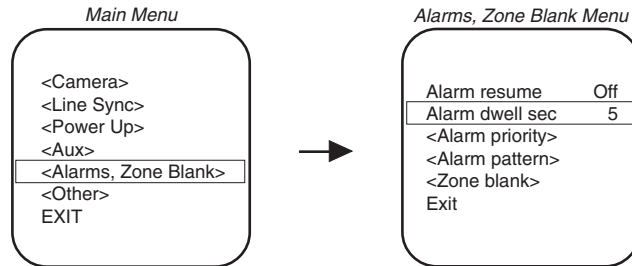 Main Menu
<Camera>
<Line Sync>
<Power Up>
<Aux>
<Alarms, Zone Blank>
<Other>
EXIT
Alarms, Zone Blank Menu
Alarm resume Off
Alarm dwell sec 5
<Alarm priority>
<Alarm pattern>
<Zone blank>
Exit